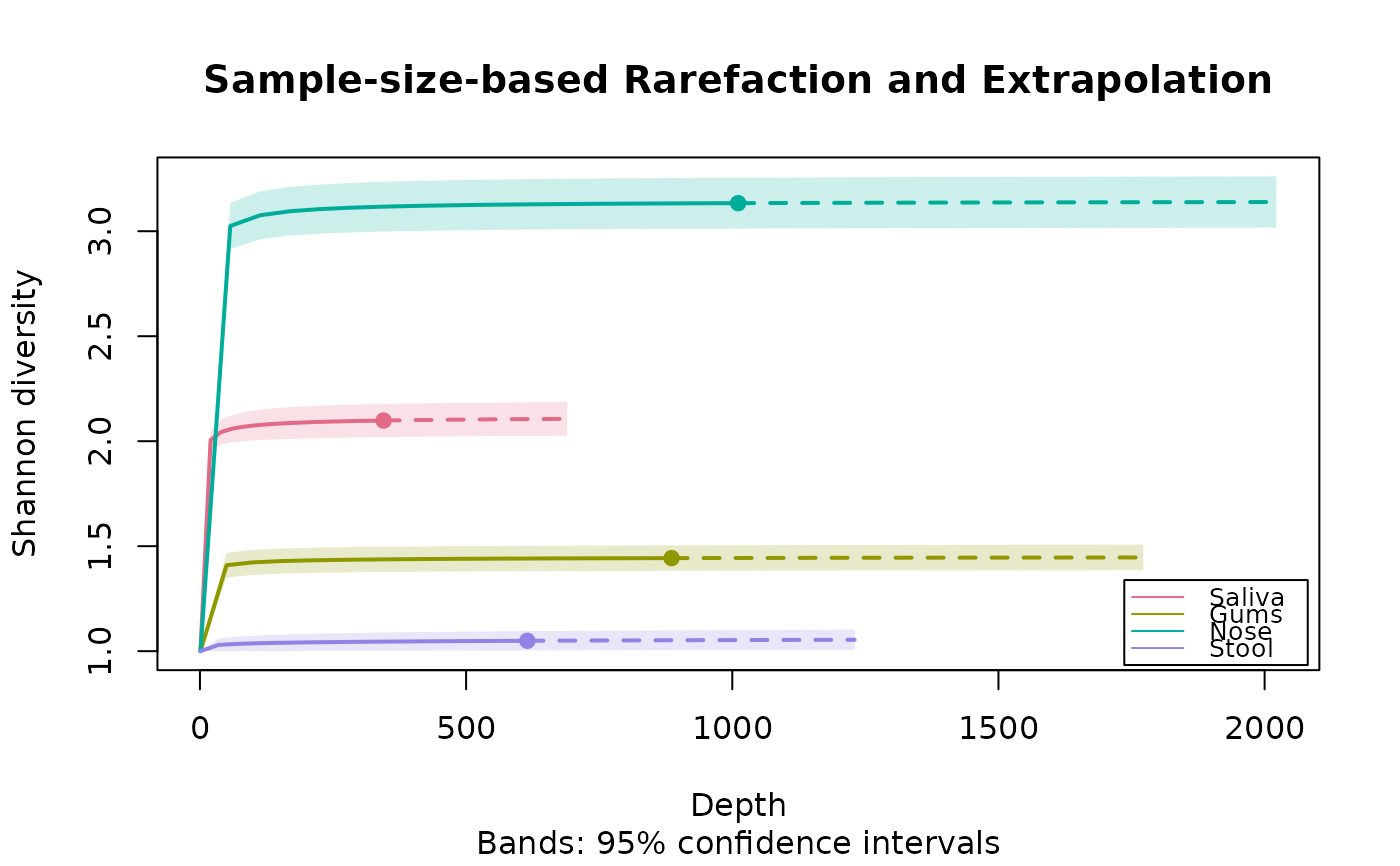 Sample-size-based Rarefaction and Extrapolation
Shannon diversity
3.0
2.5
2.0
1.5
1.0
Saliva
Gums
Nose
Stool
0 500 1000 1500 2000
Depth
Bands: 95% confidence intervals